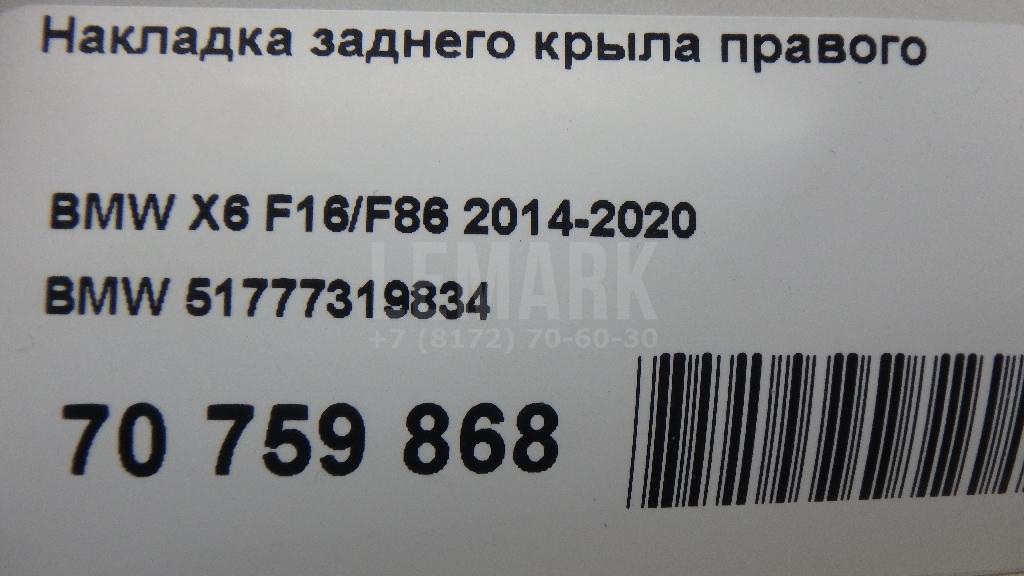 Накладка заднего крыла правого
BMW X6 F16/F86 2014-2020
LEMARK
BMW 51777319834
+7 (8172) 70-60-30
70 759 868